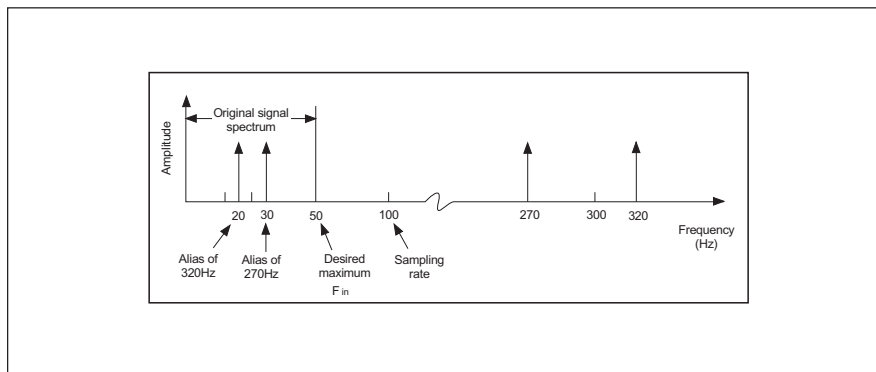 Original signal
spectrum
Amplitude
20
30
50
100
270
300
320
Frequency
(Hz)
Alias of
320Hz
Alias of
270Hz
Desired
maximum
F in
Sampling
rate